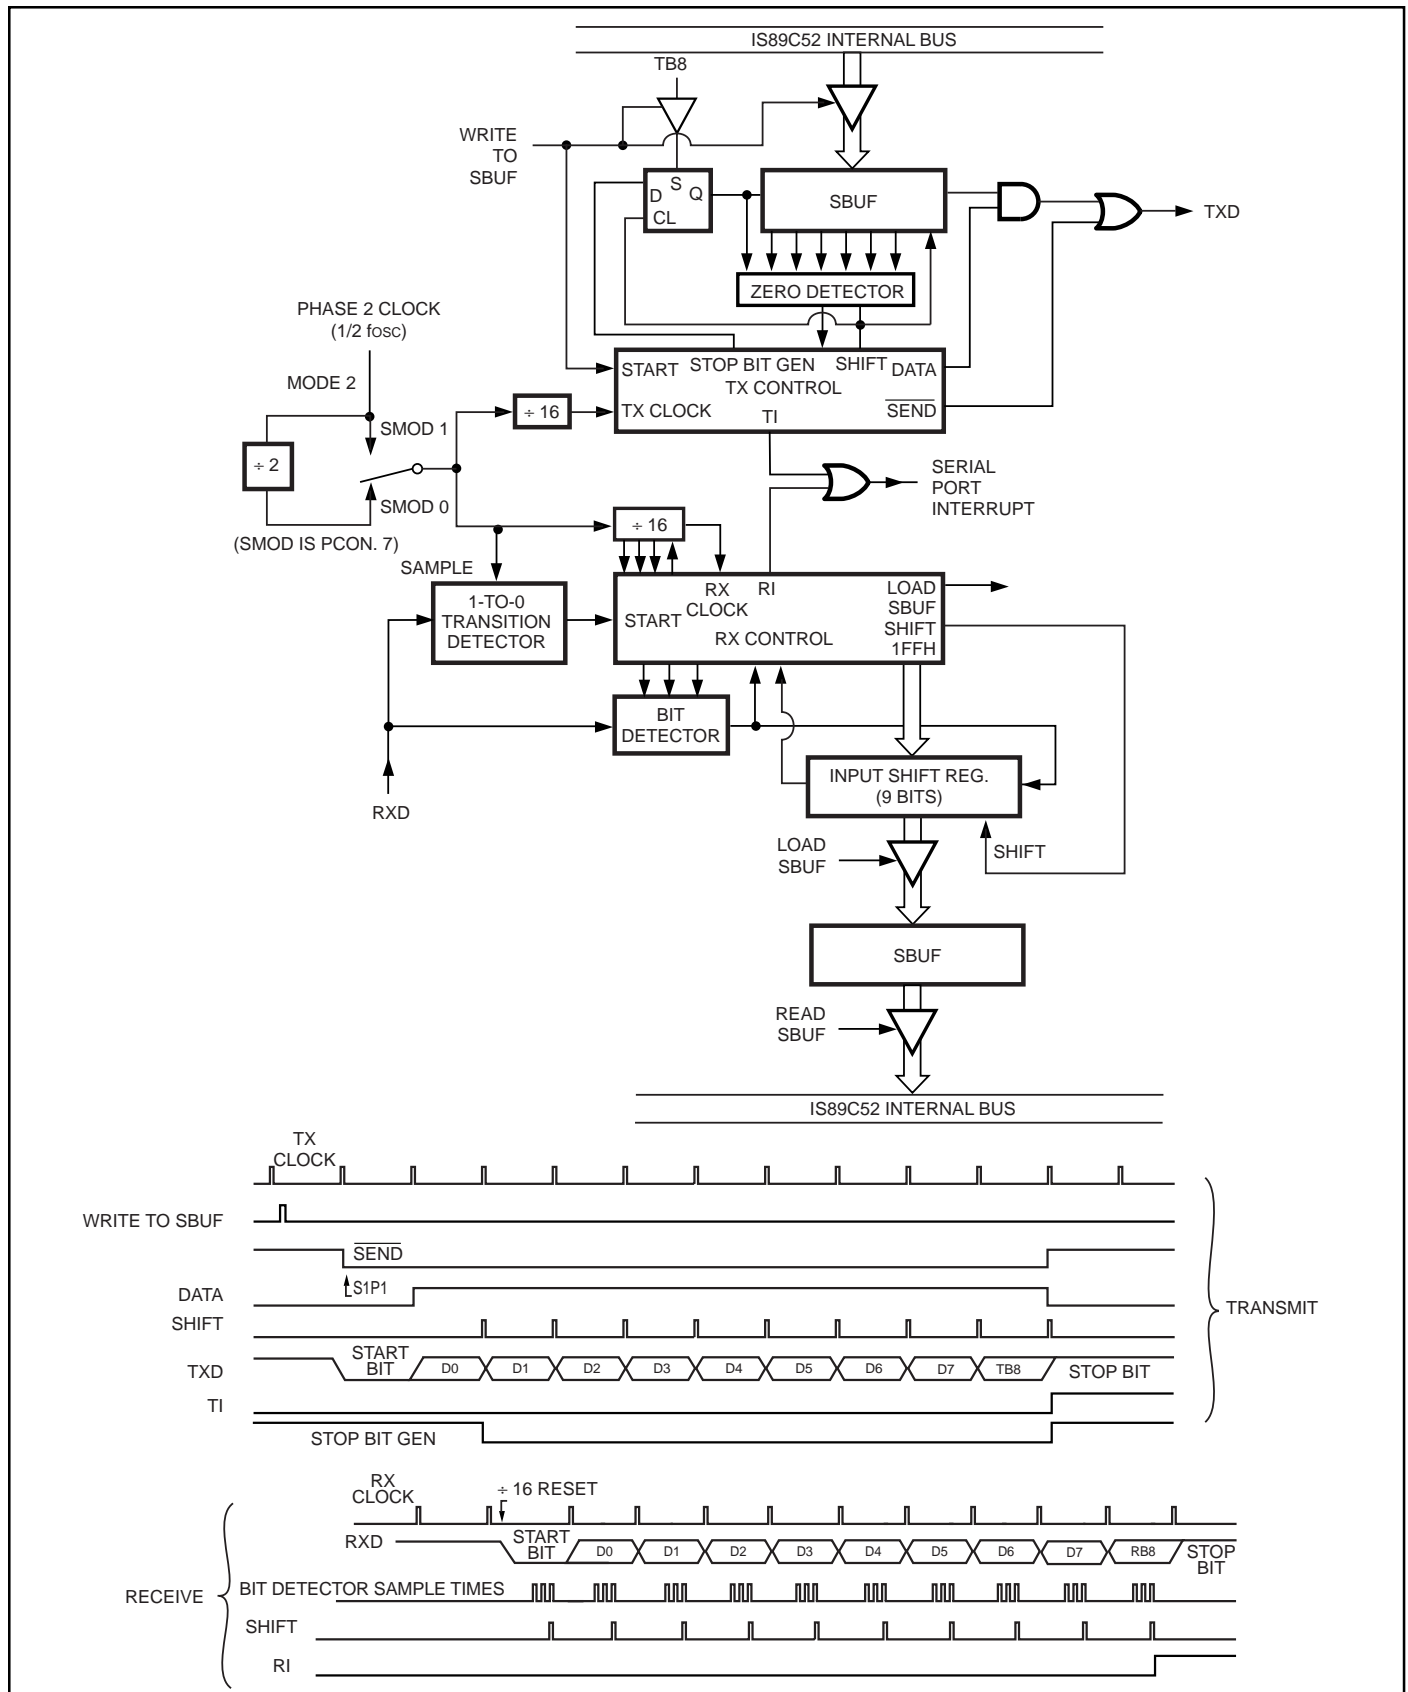 IS89C52 INTERNAL BUS
TB8
WRITE
TO
SBUF
S
D
Q
CL
SBUF
TXD
ZERO DETECTOR
PHASE 2 CLOCK
(1/2 fOSC)
MODE 2
START
STOP BIT GEN
SHIFT
DATA
TX CONTROL
TX CLOCK
TI
SEND
÷ 16
SMOD 1
÷ 2
SMOD 0
(SMOD IS PCON. 7)
SERIAL
PORT
INTERRUPT
÷ 16
SAMPLE
1-TO-0
TRANSITION
DETECTOR
RX
CLOCK
RI
START
RX CONTROL
LOAD
SBUF
SHIFT
1FFH
BIT
DETECTOR
RXD
INPUT SHIFT REG.
(9 BITS)
LOAD
SBUF
SHIFT
SBUF
READ
SBUF
IS89C52 INTERNAL BUS
TX
CLOCK
WRITE TO SBUF
SEND
S1P1
DATA
SHIFT
TXD
START
BIT
D0
D1
D2
D3
D4
D5
D6
D7
TB8
STOP BIT
TI
STOP BIT GEN
TRANSMIT
RX
CLOCK
÷ 16 RESET
RXD
START
BIT
D0
D1
D2
D3
D4
D5
D6
D7
RB8
STOP
BIT
RECEIVE
BIT DETECTOR SAMPLE TIMES
SHIFT
RI